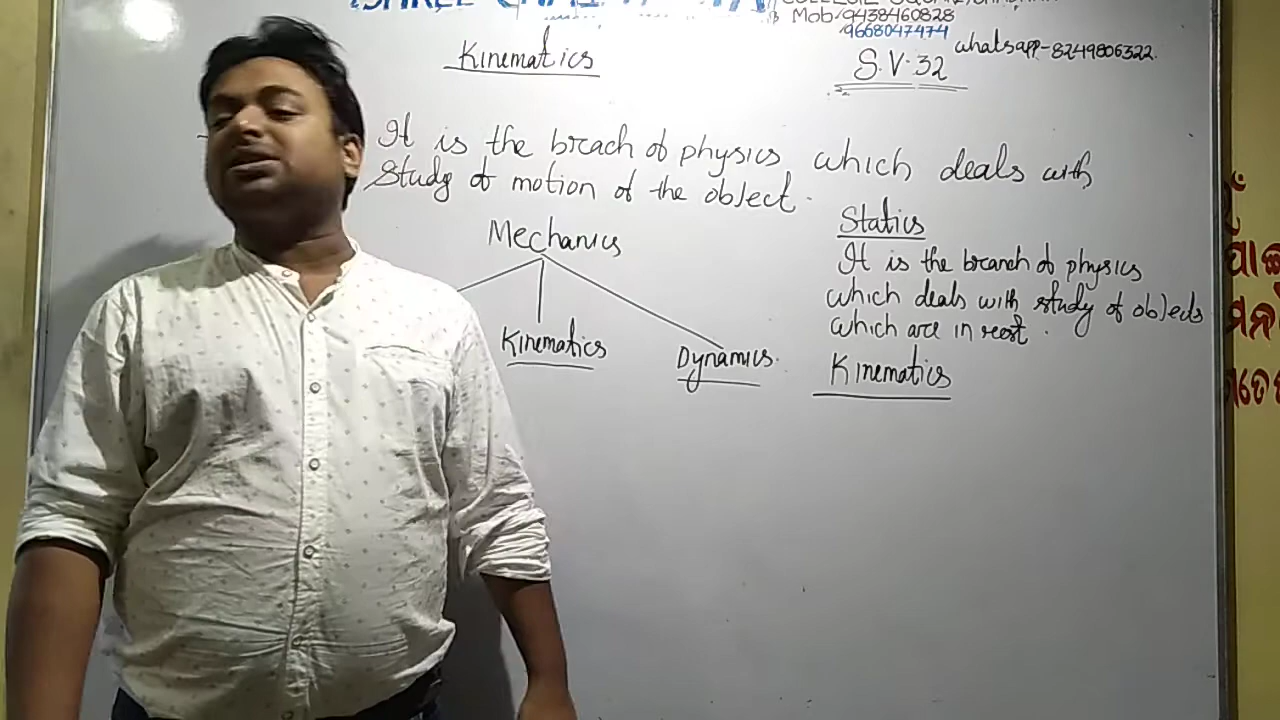 Mob/9438460828
9668047474
whatsapp-8249806322.
Kinematics
S.V.32
It is the brach of physics which deals with
Study of motion of the object.
Mechanics
Kinematics
Dynamics.
Statics
It is the branch of physics
which deals with study of objects
which are in rest.
Kinematics